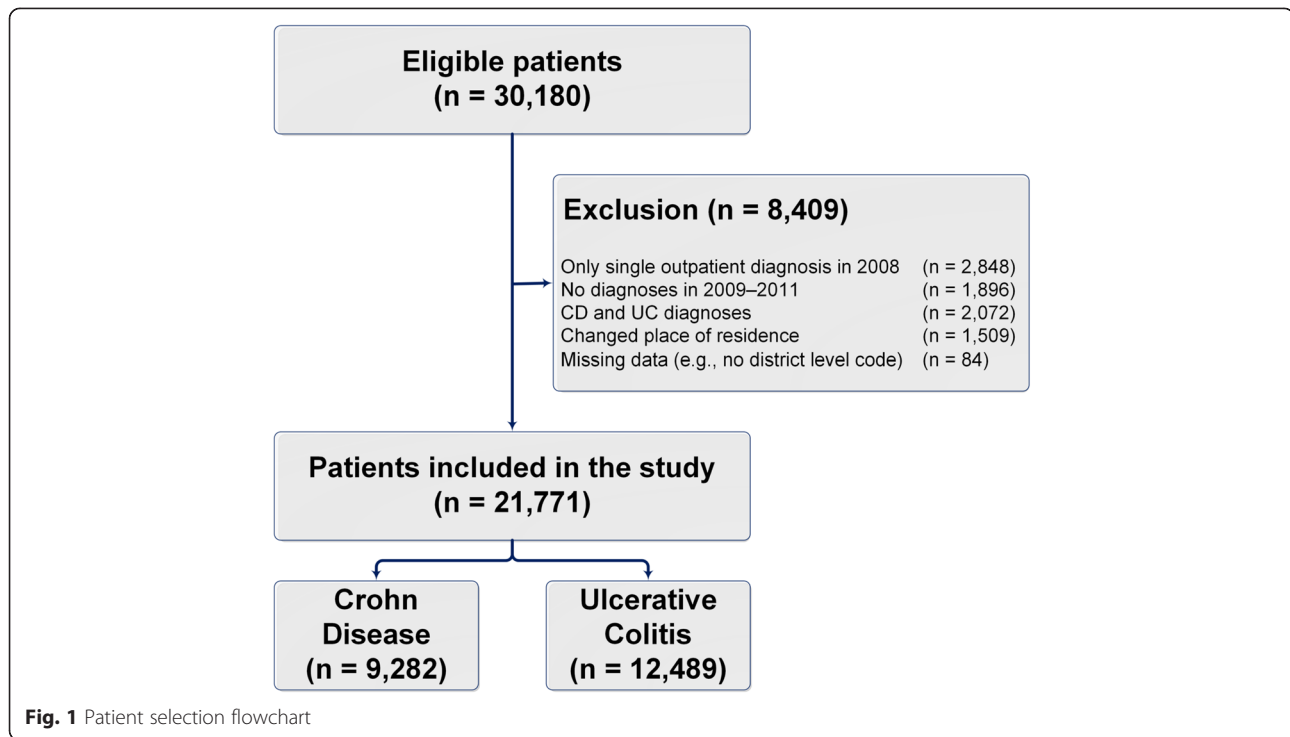 Eligible patients
(n = 30,180)
Exclusion (n = 8,409)
Only single outpatient diagnosis in 2008 (n = 2,848)
No diagnoses in 2009–2011 (n = 1,896)
CD and UC diagnoses (n = 2,072)
Changed place of residence (n = 1,509)
Missing data (e.g., no district level code) (n = 84)
Patients included in the study
(n = 21,771)
Crohn
Disease
(n = 9,282)
Ulcerative
Colitis
(n = 12,489)
Fig. 1 Patient selection flowchart